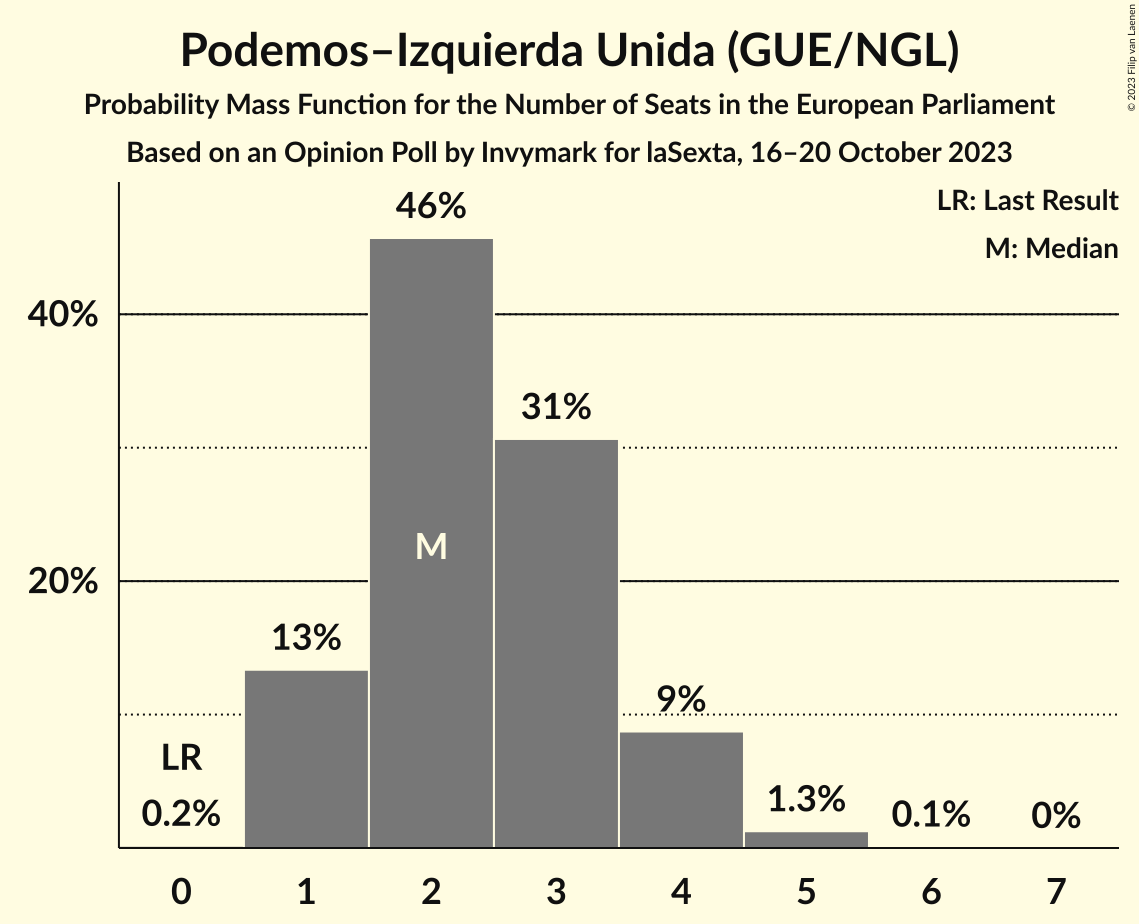 Podemos–Izquierda Unida (GUE/NGL)
Probability Mass Function for the Number of Seats in the European Parliament
Based on an Opinion Poll by Invymark for laSexta, 16–20 October 2023
© 2023 Filip van Laenen
LR: Last Result
M: Median
46%
40%
31%
M
20%
13%
9%
LR
0.2%
1.3%
0.1%
0%
0 1 2 3 4 5 6 7